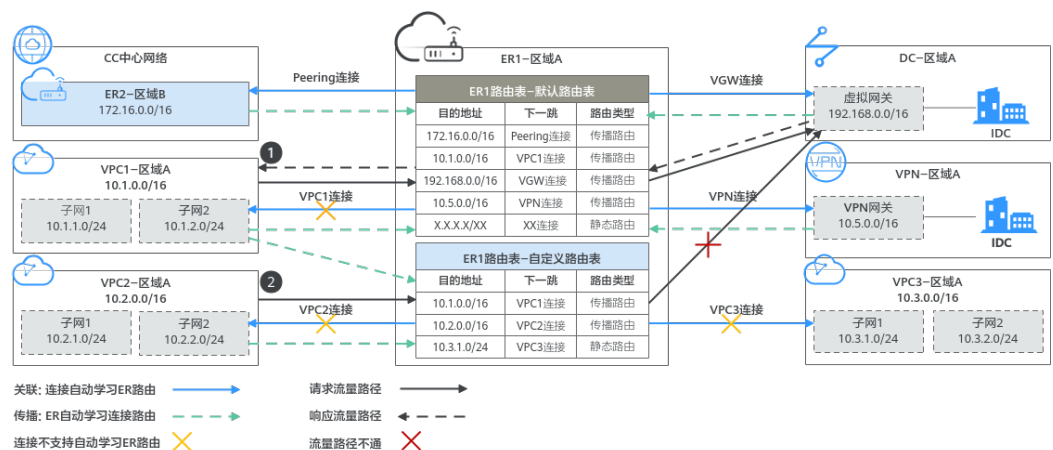 CC中心网络
ER2-区域B
172.16.0.0/16
Peering连接
ER1-区域A
ER1路由表-默认路由表
目的地址 下一跳 路由类型
172.16.0.0/16 Peering连接 传播路由
10.1.0.0/16 VPC1连接 传播路由
192.168.0.0/16 VGW连接 传播路由
10.5.0.0/16 VPN连接 传播路由
X.X.X.X/XX XX连接 静态路由
ER1路由表-自定义路由表
目的地址 下一跳 路由类型
10.1.0.0/16 VPC1连接 传播路由
10.2.0.0/16 VPC2连接 传播路由
10.3.1.0/24 VPC3连接 静态路由
VGW连接
DC-区域A
虚拟网关
192.168.0.0/16
IDC
1
VPC1-区域A
10.1.0.0/16
子网1
10.1.1.0/24
子网2
10.1.2.0/24
VPC1连接
VPN连接
VPN
VPN-区域A
VPN网关
10.5.0.0/16
IDC
2
VPC2-区域A
10.2.0.0/16
子网1
10.2.1.0/24
子网2
10.2.2.0/24
VPC2连接
VPC3连接
VPC3-区域A
10.3.0.0/16
子网1
10.3.1.0/24
子网2
10.3.2.0/24
关联: 连接自动学习ER路由
传播: ER自动学习连接路由
连接不支持自动学习ER路由
请求流量路径
响应流量路径
流量路径不通